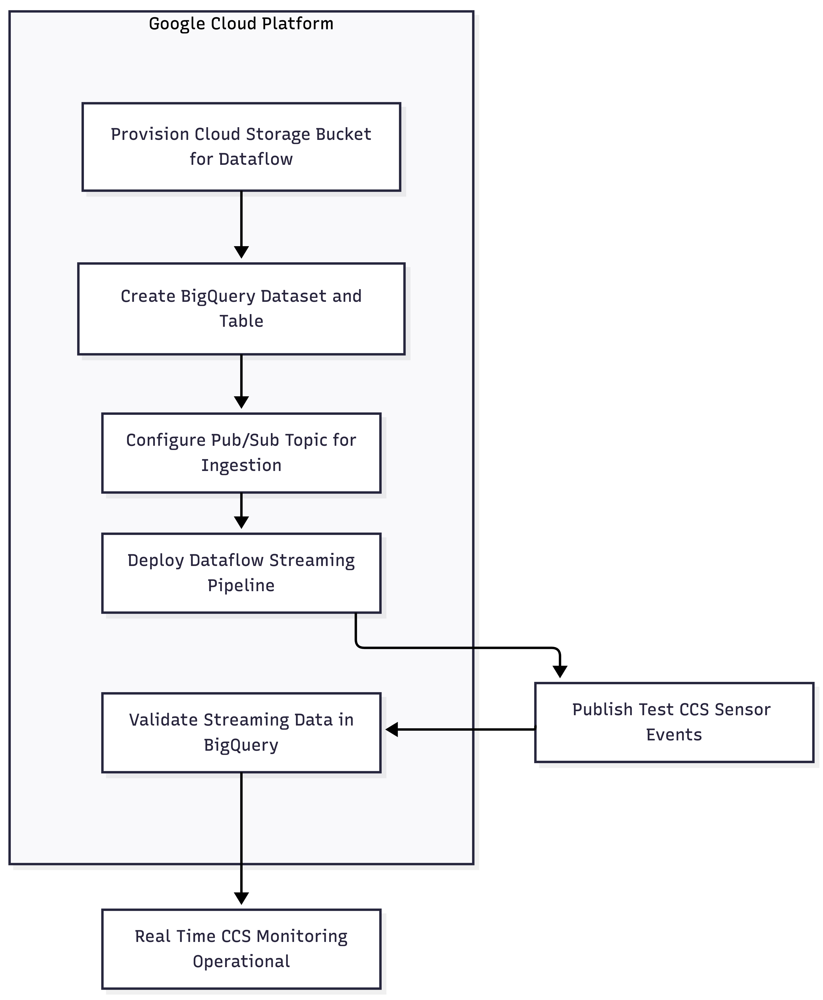 Google Cloud Platform
Provision Cloud Storage Bucket
for Dataflow
Create BigQuery Dataset and
Table
Configure Pub/Sub Topic for
Ingestion
Deploy Dataflow Streaming
Pipeline
Publish Test CCS Sensor
Events
Validate Streaming Data in
BigQuery
Real Time CCS Monitoring
Operational